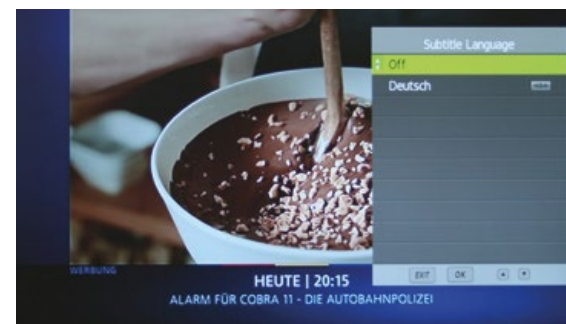 Subtitle Language
Off
Deutsch
WERBUNG
EXIT OK
HEUTE | 20:15
ALARM FÜR COBRA 11 - DIE AUTOBAHNPOLIZEI